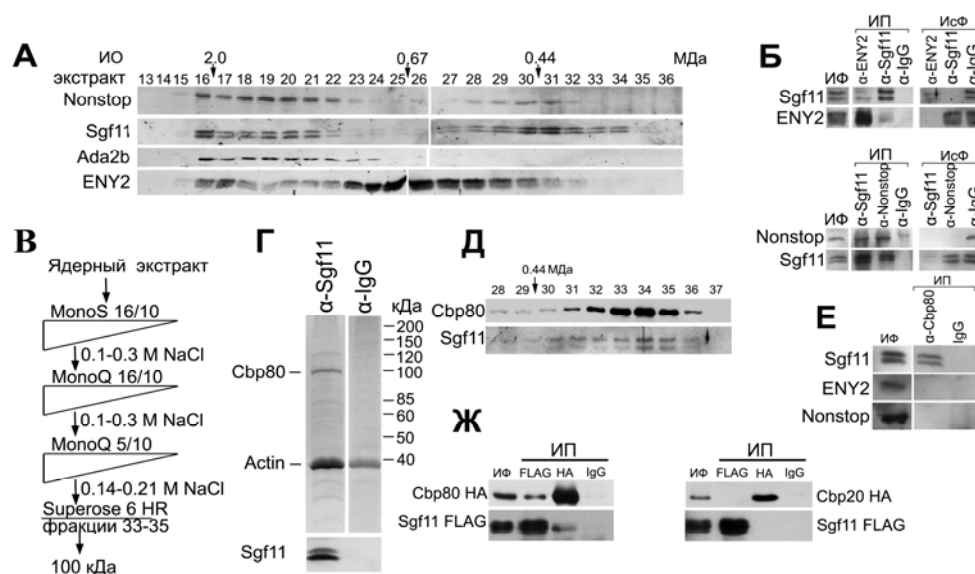 А
ИО
2,0
0,67
0,44
МДа
экстракт
13 14 15 16 17 18 19 20 21 22 23 24 25 26 27 28 29 30 31 32 33 34 35 36
Nonstop
Sgf11
Ada2b
ENY2
Б
ИП
ИсФ
ИФ
α-ENY2
α-Sgf11
α-IgG
α-ENY2
α-Sgf11
α-IgG
Sgf11
ENY2
ИП
ИсФ
ИФ
α-Sgf11
α-Nonstop
α-IgG
α-Sgf11
α-Nonstop
α-IgG
Nonstop
Sgf11
В
Ядерный экстракт
MonoS 16/10
0.1-0.3 M NaCl
MonoQ 16/10
0.1-0.3 M NaCl
MonoQ 5/10
0.14-0.21 M NaCl
Superose 6 HR
фракции 33-35
100 кДа
Г
α-Sgf11
α-IgG
кДа
200
150
120
100
85
60
50
40
Cbp80
Actin
Sgf11
Д
0.44 МДа
28 29 30 31 32 33 34 35 36 37
Cbp80
Sgf11
Е
ИП
ИФ
α-Cbp80
IgG
Sgf11
ENY2
Nonstop
Ж
ИП
ИФ FLAG HA IgG
Cbp80 HA
Sgf11 FLAG
ИП
ИФ FLAG HA IgG
Cbp20 HA
Sgf11 FLAG